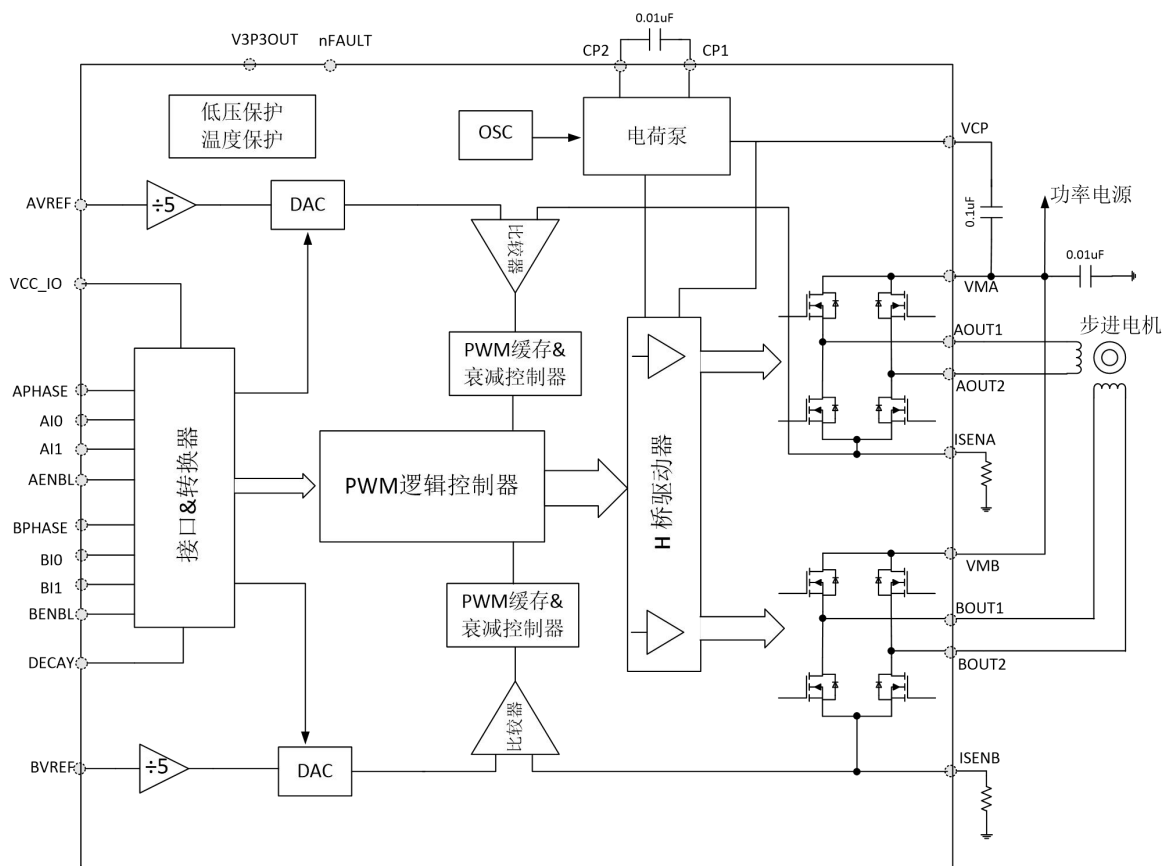 0.01uF
V3P3OUT
nFAULT
CP2
CP1
低压保护
温度保护
OSC
电荷泵
VCP
AVREF
÷5
DAC
比较器
0.1uF
功率电源
0.01uF
VCC_IO
VMA
PWM缓存&
衰减控制器
AOUT1
步进电机
APHASE
AOUT2
AI0
AI1
ISENA
AENBL
接口&转换器
PWM逻辑控制器
H 桥驱动器
BPHASE
BI0
VMB
BI1
PWM缓存&
衰减控制器
BENBL
BOUT1
DECAY
BOUT2
比较器
BVREF
÷5
DAC
ISENB